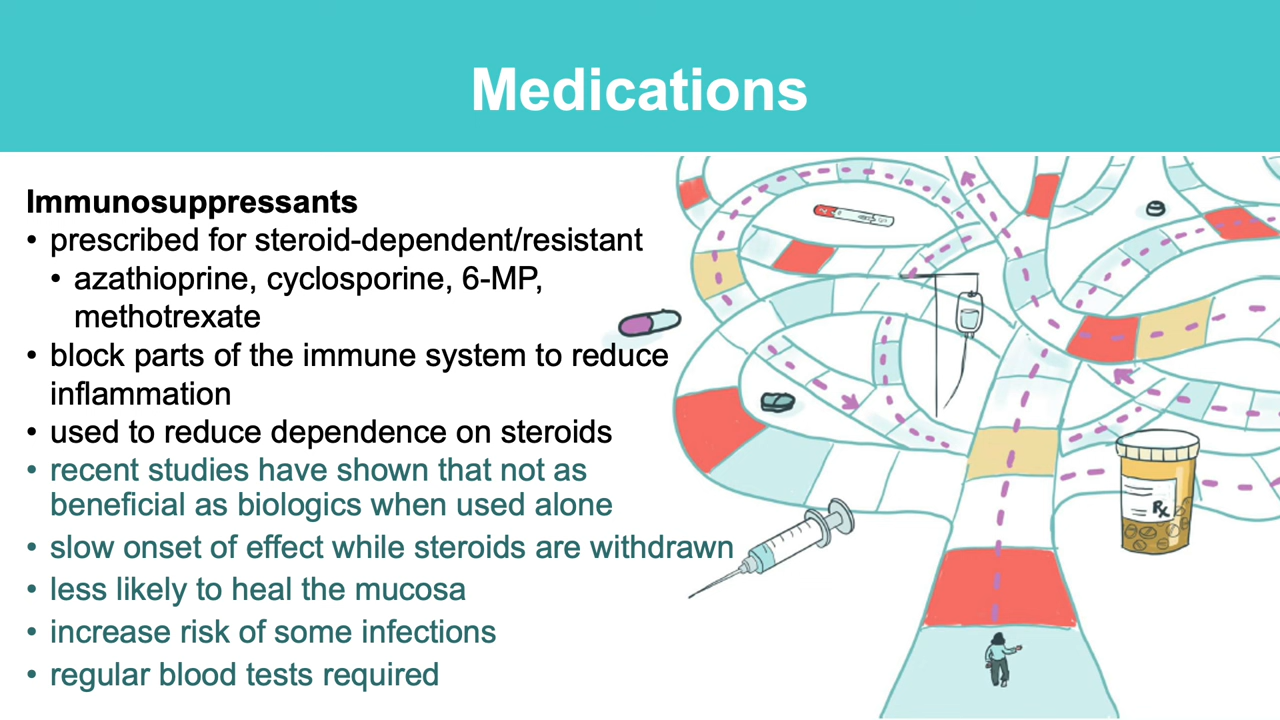 Medications
Immunosuppressants
• prescribed for steroid-dependent/resistant
• azathioprine, cyclosporine, 6-MP,
methotrexate
• block parts of the immune system to reduce
inflammation
• used to reduce dependence on steroids
• recent studies have shown that not as
beneficial as biologics when used alone
• slow onset of effect while steroids are withdrawn
• less likely to heal the mucosa
• increase risk of some infections
• regular blood tests required
Rx